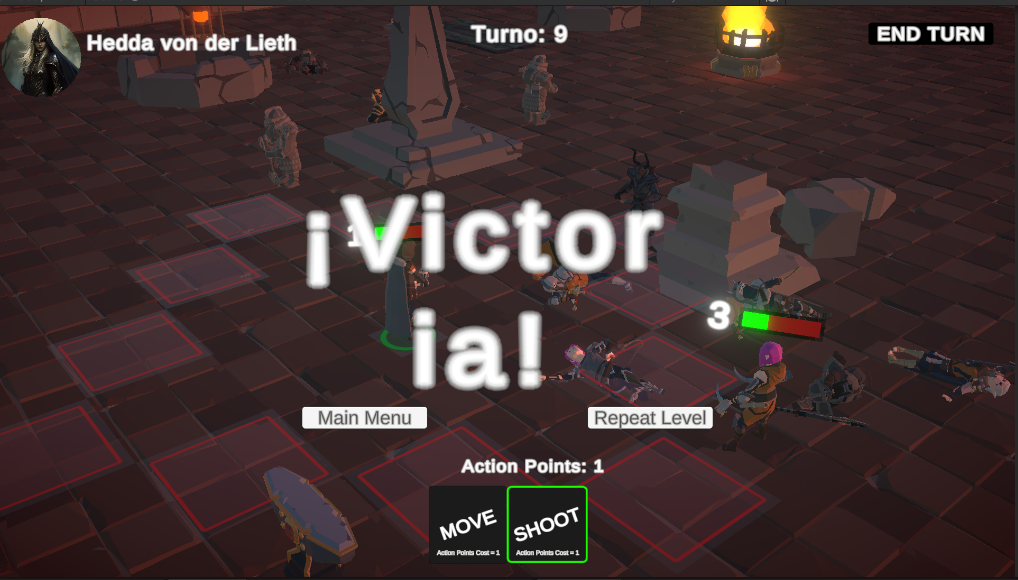 Hedda von der Lieth
Turno: 9
END TURN
1
¡Victor
ia!
3
Main Menu
Repeat Level
Action Points: 1
MOVE
Action Points Cost = 1
SHOOT
Action Points Cost = 1